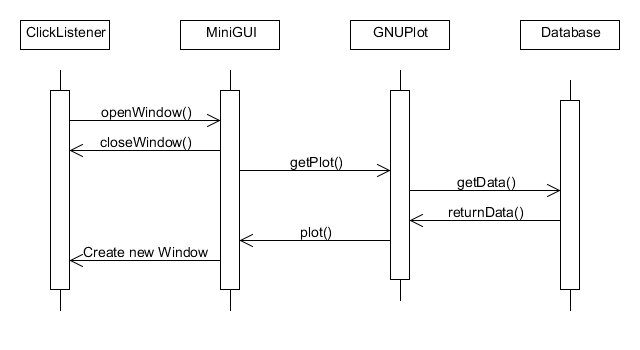 ClickListener
MiniGUI
GNUPlot
Database
openWindow()
closeWindow()
getPlot()
getData()
returnData()
plot()
Create new Window